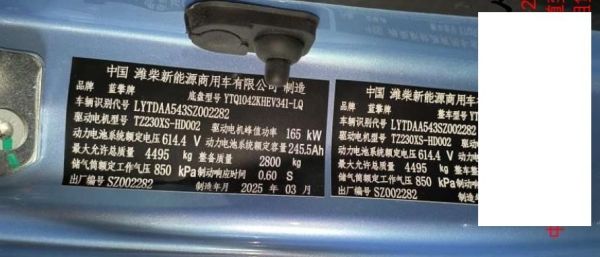 中国 潍柴新能源商用车有限公司 制造
品牌 蓝擎牌 底盘型号 YTQ1042KHEV341-LQ
车辆识别代号 LYTDAA543SZ002282
驱动电机型号 TZ230XS-HD002 驱动电机峰值功率 165 kW
动力电池系统额定电压 614.4 V 动力电池系统额定容量 245.5Ah
最大允许总质量 4495 kg 整备质量 2800 kg
储气筒额定工作气压 850 kPa 制动响应时间 0.60 S
出厂编号 SZ002282 制造年月 2025 年 03 月
中国 潍柴新能源商用车
品牌 蓝擎牌 整车型号
车辆识别代号 LYTDAA543SZ002282
驱动电机型号 TZ230XS-HD002
动力电池系统额定电压 614.4 V
最大允许总质量 4495 kg
储气筒额定工作气压 850 kPa
出厂编号 SZ002282